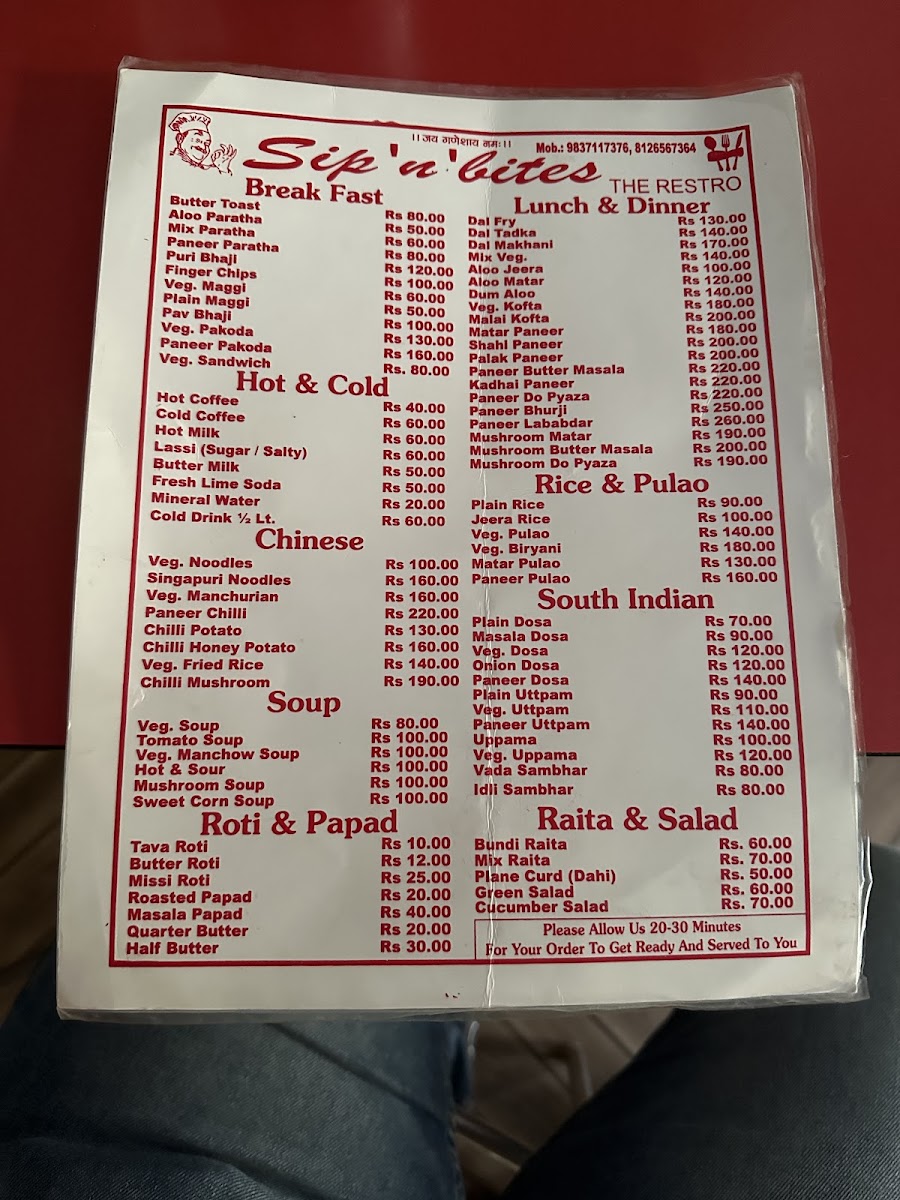 ।। जय गणेशाय नमः ।।
Mob.: 9837117376, 8126567364
Sip 'n' bites
THE RESTRO
Break Fast
Butter Toast Rs 80.00
Aloo Paratha Rs 50.00
Mix Paratha Rs 60.00
Paneer Paratha Rs 80.00
Puri Bhaji Rs 120.00
Finger Chips Rs 100.00
Veg. Maggi Rs 60.00
Plain Maggi Rs 50.00
Pav Bhaji Rs 100.00
Veg. Pakoda Rs 130.00
Paneer Pakoda Rs 160.00
Veg. Sandwich Rs. 80.00
Hot & Cold
Hot Coffee Rs 40.00
Cold Coffee Rs 60.00
Hot Milk Rs 60.00
Lassi (Sugar / Salty) Rs 60.00
Butter Milk Rs 50.00
Fresh Lime Soda Rs 50.00
Mineral Water Rs 20.00
Cold Drink ½ Lt. Rs 60.00
Chinese
Veg. Noodles Rs 100.00
Singapuri Noodles Rs 160.00
Veg. Manchurian Rs 160.00
Paneer Chilli Rs 220.00
Chilli Potato Rs 130.00
Chilli Honey Potato Rs 160.00
Veg. Fried Rice Rs 140.00
Chilli Mushroom Rs 190.00
Soup
Veg. Soup Rs 80.00
Tomato Soup Rs 100.00
Veg. Manchow Soup Rs 100.00
Hot & Sour Rs 100.00
Mushroom Soup Rs 100.00
Sweet Corn Soup Rs 100.00
Roti & Papad
Tava Roti Rs 10.00
Butter Roti Rs 12.00
Missi Roti Rs 25.00
Roasted Papad Rs 20.00
Masala Papad Rs 40.00
Quarter Butter Rs 20.00
Half Butter Rs 30.00
Lunch & Dinner
Dal Fry Rs 130.00
Dal Tadka Rs 140.00
Dal Makhani Rs 170.00
Mix Veg. Rs 140.00
Aloo Jeera Rs 100.00
Aloo Matar Rs 120.00
Dum Aloo Rs 140.00
Veg. Kofta Rs 180.00
Malai Kofta Rs 200.00
Matar Paneer Rs 180.00
Shahi Paneer Rs 200.00
Palak Paneer Rs 200.00
Paneer Butter Masala Rs 220.00
Kadhai Paneer Rs 220.00
Paneer Do Pyaza Rs 220.00
Paneer Bhurji Rs 250.00
Paneer Lababdar Rs 260.00
Mushroom Matar Rs 190.00
Mushroom Butter Masala Rs 200.00
Mushroom Do Pyaza Rs 190.00
Rice & Pulao
Plain Rice Rs 90.00
Jeera Rice Rs 100.00
Veg. Pulao Rs 140.00
Veg. Biryani Rs 180.00
Matar Pulao Rs 130.00
Paneer Pulao Rs 160.00
South Indian
Plain Dosa Rs 70.00
Masala Dosa Rs 90.00
Veg. Dosa Rs 120.00
Onion Dosa Rs 120.00
Paneer Dosa Rs 140.00
Plain Uttpam Rs 90.00
Veg. Uttpam Rs 110.00
Paneer Uttpam Rs 140.00
Uppama Rs 100.00
Veg. Uppama Rs 120.00
Vada Sambhar Rs 80.00
Idli Sambhar Rs 80.00
Raita & Salad
Bundi Raita Rs. 60.00
Mix Raita Rs. 70.00
Plane Curd (Dahi) Rs. 50.00
Green Salad Rs. 60.00
Cucumber Salad Rs. 70.00
Please Allow Us 20-30 Minutes
For Your Order To Get Ready And Served To You